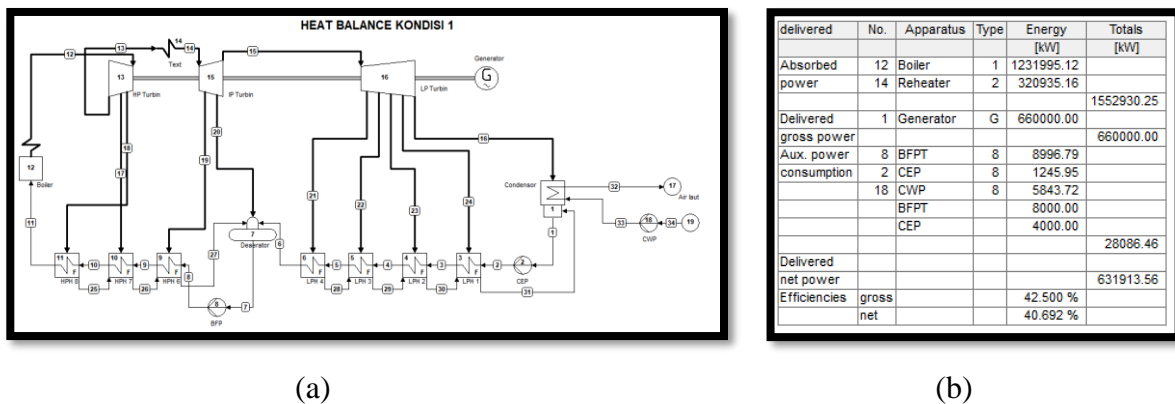 HEAT BALANCE KONDISI 1
12
13
14
14
Text
15
Generator
G
13
HP Turbin
15
IP Turbin
16
LP Turbin
20
18
17
19
16
12
Boiler
Condensor
32
17
Air laut
1
21
22
23
24
33
18
34
19
CWP
7
Deaerator
6
11
27
1
11
F
10
10
F
9
9
F
8
6
F
5
5
F
4
4
F
3
3
F
2
2
HPH 8
25
HPH 7
26
HPH 6
LPH 4
28
LPH 3
29
LPH 2
30
LPH 1
31
CEP
8
7
BFP
(a)
delivered No. Apparatus Type Energy Totals
[kW] [kW]
Absorbed 12 Boiler 1 1231995.12
power 14 Reheater 2 320935.16
1552930.25
Delivered 1 Generator G 660000.00
gross power 660000.00
Aux. power 8 BFPT 8 8996.79
consumption 2 CEP 8 1245.95
18 CWP 8 5843.72
BFPT 8000.00
CEP 4000.00
28086.46
Delivered
net power 631913.56
Efficiencies gross 42.500 %
net 40.692 %
(b)